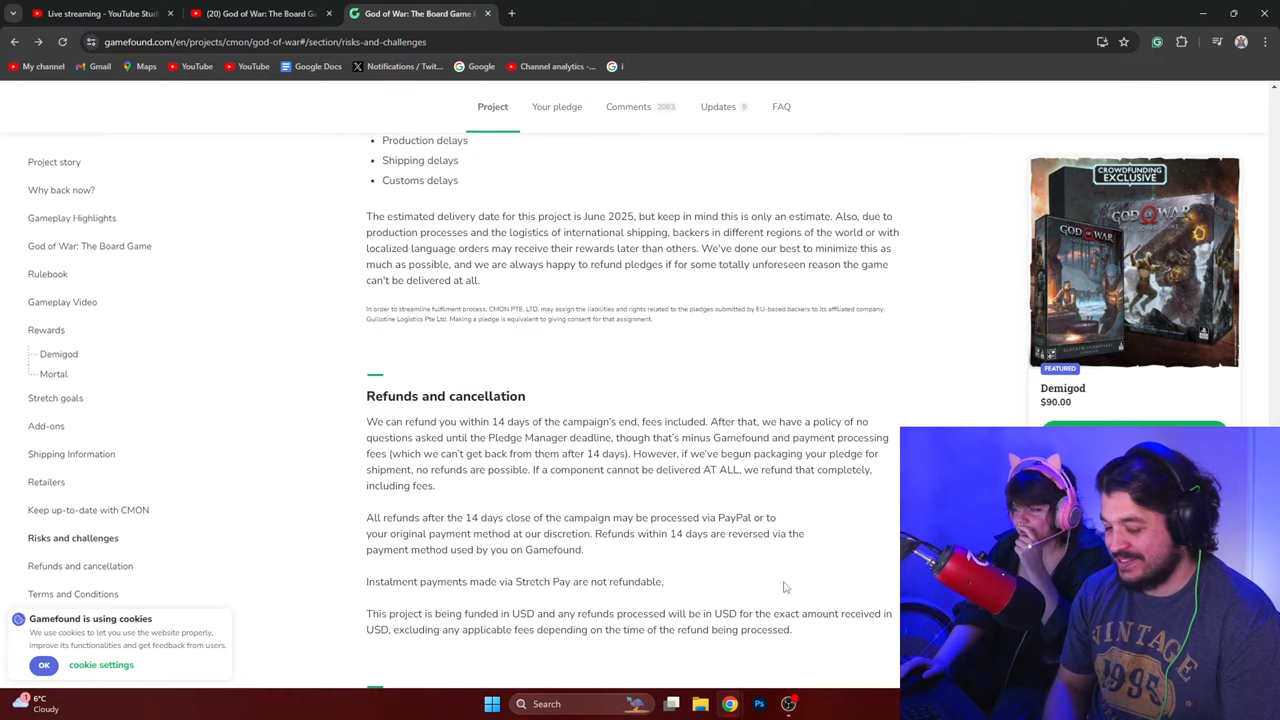 Live streaming - YouTube Stud
(20) God of War: The Board G
God of War: The Board Game
gamefound.com/en/projects/cmon/god-of-war#/section/risks-and-challenges
My channel
Gmail
Maps
YouTube
YouTube
Google Docs
Notifications / Twit...
Google
Channel analytics -...
i
Project
Your pledge
Comments 2083
Updates 9
FAQ
Project story
Why back now?
Gameplay Highlights
God of War: The Board Game
Rulebook
Gameplay Video
Rewards
Demigod
Mortal
Stretch goals
Add-ons
Shipping Information
Retailers
Keep up-to-date with CMON
Risks and challenges
Refunds and cancellation
Terms and Conditions
Gamefound is using cookies
We use cookies to let you use the website properly,
improve its functionalities and get feedback from users.
OK
cookie settings
• Production delays
• Shipping delays
• Customs delays
The estimated delivery date for this project is June 2025, but keep in mind this is only an estimate. Also, due to
production processes and the logistics of international shipping, backers in different regions of the world or with
localized language orders may receive their rewards later than others. We've done our best to minimize this as
much as possible, and we are always happy to refund pledges if for some totally unforeseen reason the game
can't be delivered at all.
In order to streamline fulfilment process, CMON PTE. LTD. may assign the liabilities and rights related to the pledges submitted by EU-based backers to its affiliated company:
Guillotine Logistics Pte Ltd. Making a pledge is equivalent to giving consent for that assignment.
Refunds and cancellation
We can refund you within 14 days of the campaign's end, fees included. After that, we have a policy of no
questions asked until the Pledge Manager deadline, though that's minus Gamefound and payment processing
fees (which we can't get back from them after 14 days). However, if we've begun packaging your pledge for
shipment, no refunds are possible. If a component cannot be delivered AT ALL, we refund that completely,
including fees.
All refunds after the 14 days close of the campaign may be processed via PayPal or to
your original payment method at our discretion. Refunds within 14 days are reversed via the
payment method used by you on Gamefound.
Instalment payments made via Stretch Pay are not refundable,
This project is being funded in USD and any refunds processed will be in USD for the exact amount received in
USD, excluding any applicable fees depending on the time of the refund being processed.
CROWDFUNDING
EXCLUSIVE
GOD OF WAR
GOD OF WAR
FEATURED
Demigod
$90.00
VINTAGE
1995
1
6°C
Cloudy
Search